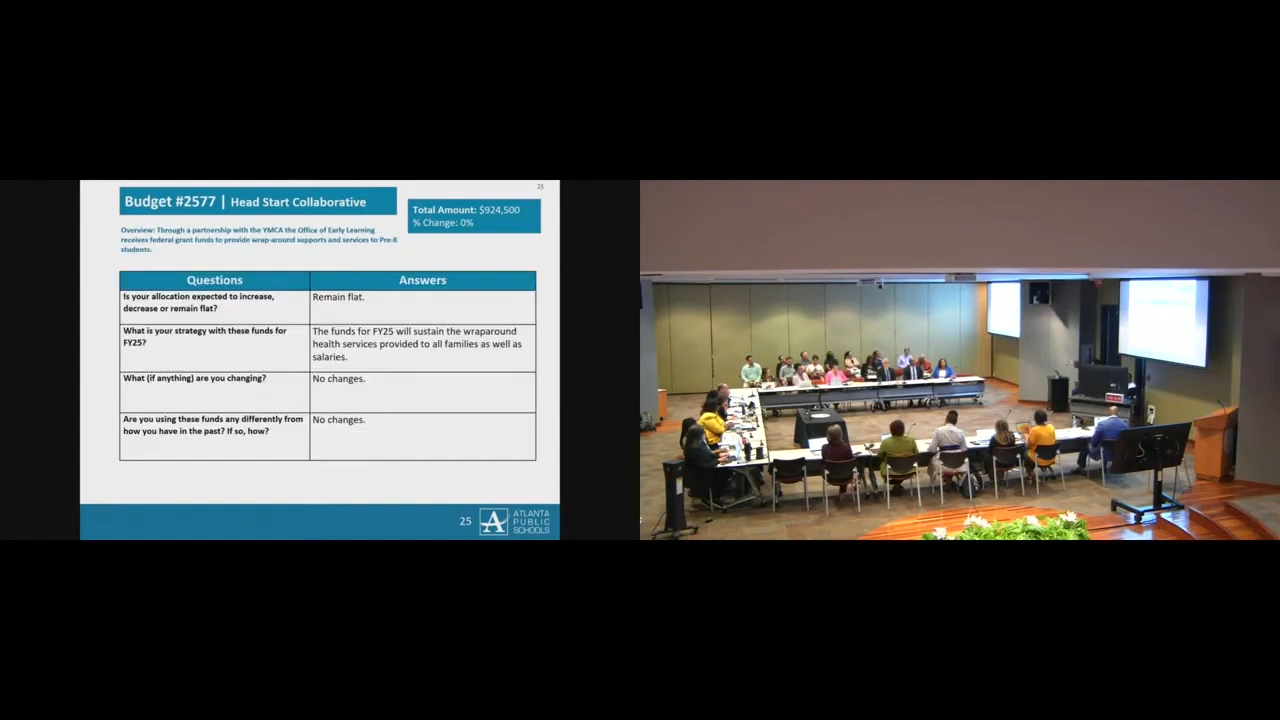 25
Budget #2577 | Head Start Collaborative
Total Amount: $924,500
% Change: 0%
Overview: Through a partnership with the YMCA the Office of Early Learning
receives federal grant funds to provide wrap-around supports and services to Pre-K
students.
Questions
Answers
Is your allocation expected to increase,
decrease or remain flat?
Remain flat.
What is your strategy with these funds for
FY25?
The funds for FY25 will sustain the wraparound
health services provided to all families as well as
salaries.
What (if anything) are you changing?
No changes.
Are you using these funds any differently from
how you have in the past? If so, how?
No changes.
25
A
ATLANTA
PUBLIC
SCHOOLS